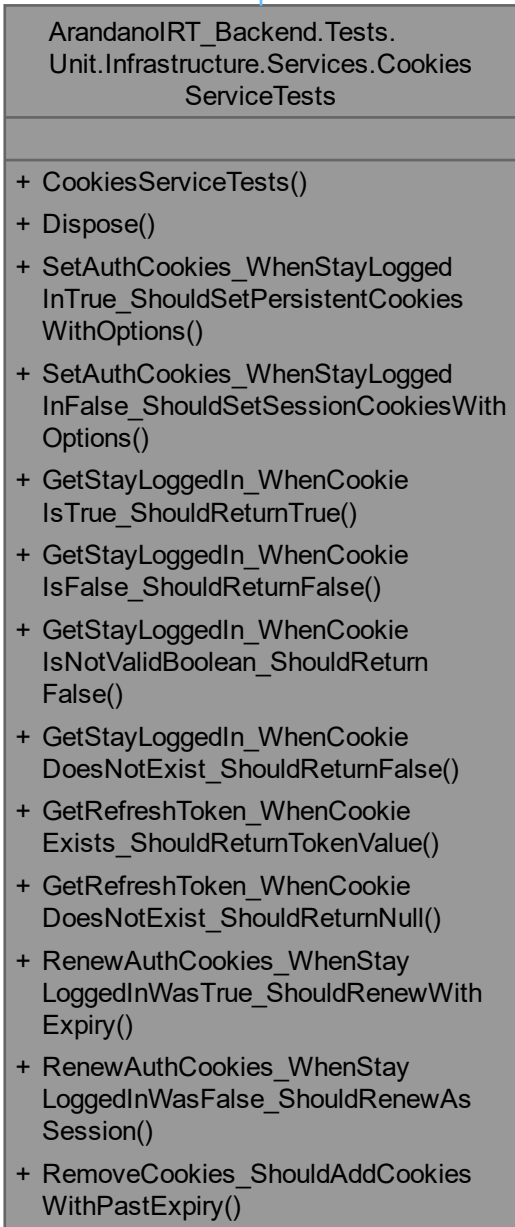 ArandanoIRT_Backend.Tests.
Unit.Infrastructure.Services.Cookies
ServiceTests
+ CookiesServiceTests()
+ Dispose()
+ SetAuthCookies_WhenStayLogged
InTrue_ShouldSetPersistentCookies
WithOptions()
+ SetAuthCookies_WhenStayLogged
InFalse_ShouldSetSessionCookiesWith
Options()
+ GetStayLoggedIn_WhenCookie
IsTrue_ShouldReturnTrue()
+ GetStayLoggedIn_WhenCookie
IsFalse_ShouldReturnFalse()
+ GetStayLoggedIn_WhenCookie
IsNotValidBoolean_ShouldReturn
False()
+ GetStayLoggedIn_WhenCookie
DoesNotExist_ShouldReturnFalse()
+ GetRefreshToken_WhenCookie
Exists_ShouldReturnTokenValue()
+ GetRefreshToken_WhenCookie
DoesNotExist_ShouldReturnNull()
+ RenewAuthCookies_WhenStay
LoggedInWasTrue_ShouldRenewWith
Expiry()
+ RenewAuthCookies_WhenStay
LoggedInWasFalse_ShouldRenewAs
Session()
+ RemoveCookies_ShouldAddCookies
WithPastExpiry()